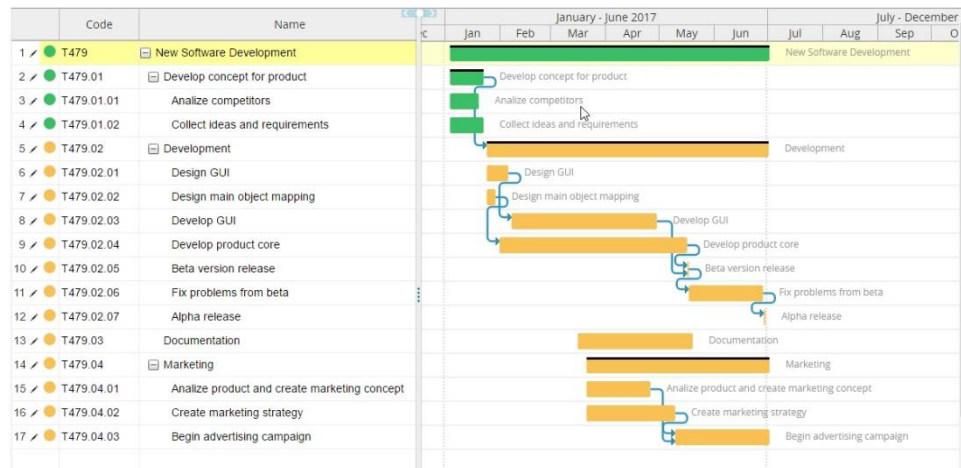 Code Name January - June 2017 July - December
Jan Feb Mar Apr May Jun Jul Aug Sep
1 T479 New Software Development New Software Development
2 T479.01 Develop concept for product Develop concept for product
3 T479.01.01 Analize competitors Analize competitors
4 T479.01.02 Collect ideas and requirements Collect ideas and requirements
5 T479.02 Development Development
6 T479.02.01 Design GUI Design GUI
7 T479.02.02 Design main object mapping Design main object mapping
8 T479.02.03 Develop GUI Develop GUI
9 T479.02.04 Develop product core Develop product core
10 T479.02.05 Beta version release Beta version release
11 T479.02.06 Fix problems from beta Fix problems from beta
12 T479.02.07 Alpha release Alpha release
13 T479.03 Documentation Documentation
14 T479.04 Marketing Marketing
15 T479.04.01 Analize product and create marketing concept Analize product and create marketing concept
16 T479.04.02 Create marketing strategy Create marketing strategy
17 T479.04.03 Begin advertising campaign Begin advertising campaign